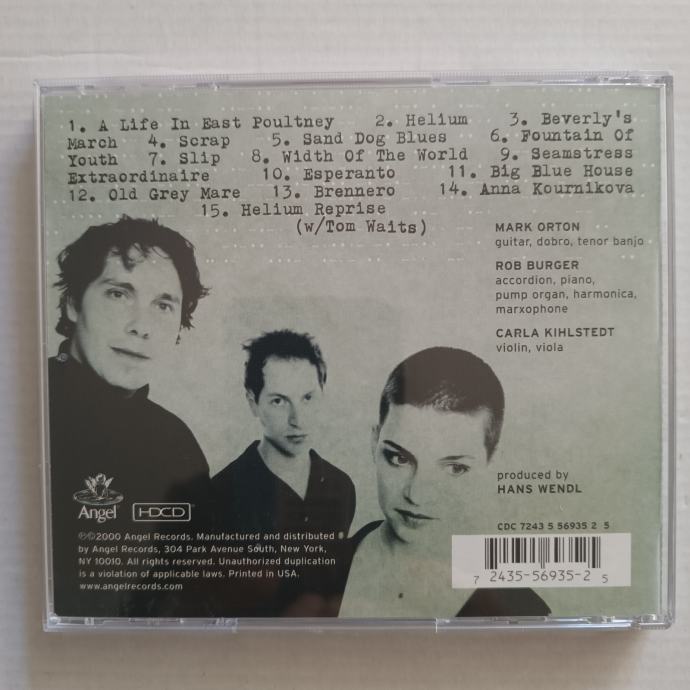 1. A Life In East Poultney 2. Helium 3. Beverly's
March 4. Scrap 5. Sand Dog Blues 6. Fountain Of
Youth 7. Slip 8. Width Of The World 9. Seamstress
Extraordinaire 10. Esperanto 11. Big Blue House
12. Old Grey Mare 13. Brennero 14. Anna Kournikova
15. Helium Reprise
(w/Tom Waits)
MARK ORTON
guitar, dobro, tenor banjo
ROB BURGER
accordion, piano,
pump organ, harmonica,
marxophone
CARLA KIHLSTEDT
violin, viola
produced by
HANS WENDL
Angel
HDCD
℗©2000 Angel Records. Manufactured and distributed
by Angel Records, 304 Park Avenue South, New York,
NY 10010. All rights reserved. Unauthorized duplication
is a violation of applicable laws. Printed in USA.
www.angelrecords.com
CDC 7243 5 56935 2 5
7 2435-56935-2 5